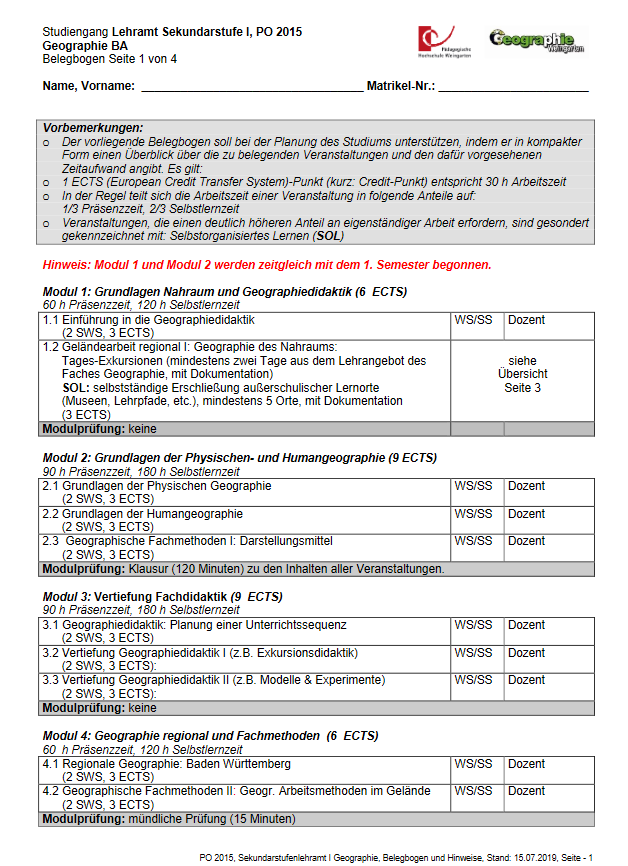 Studiengang Lehramt Sekundarstufe I, PO 2015
Geographie BA
Belegbogen Seite 1 von 4
Pädagogische
Hochschule Weingarten
Geographie
Weingarten
Name, Vorname: ________________________________ Matrikel-Nr.: ______________________
Vorbemerkungen:
o Der vorliegende Belegbogen soll bei der Planung des Studiums unterstützen, indem er in kompakter
Form einen Überblick über die zu belegenden Veranstaltungen und den dafür vorgesehenen
Zeitaufwand angibt. Es gilt:
o 1 ECTS (European Credit Transfer System)-Punkt (kurz: Credit-Punkt) entspricht 30 h Arbeitszeit
o In der Regel teilt sich die Arbeitszeit einer Veranstaltung in folgende Anteile auf:
1/3 Präsenzzeit, 2/3 Selbstlernzeit
o Veranstaltungen, die einen deutlich höheren Anteil an eigenständiger Arbeit erfordern, sind gesondert
gekennzeichnet mit: Selbstorganisiertes Lernen (SOL)
Hinweis: Modul 1 und Modul 2 werden zeitgleich mit dem 1. Semester begonnen.
Modul 1: Grundlagen Nahraum und Geographiedidaktik (6 ECTS)
60 h Präsenzzeit, 120 h Selbstlernzeit
1.1 Einführung in die Geographiedidaktik WS/SS Dozent
(2 SWS, 3 ECTS)
1.2 Geländearbeit regional I: Geographie des Nahraums:
Tages-Exkursionen (mindestens zwei Tage aus dem Lehrangebot des siehe
Faches Geographie, mit Dokumentation) Übersicht
SOL: selbstständige Erschließung außerschulischer Lernorte Seite 3
(Museen, Lehrpfade, etc.), mindestens 5 Orte, mit Dokumentation
(3 ECTS)
Modulprüfung: keine
Modul 2: Grundlagen der Physischen- und Humangeographie (9 ECTS)
90 h Präsenzzeit, 180 h Selbstlernzeit
2.1 Grundlagen der Physischen Geographie WS/SS Dozent
(2 SWS, 3 ECTS)
2.2 Grundlagen der Humangeographie WS/SS Dozent
(2 SWS, 3 ECTS)
2.3 Geographische Fachmethoden I: Darstellungsmittel WS/SS Dozent
(2 SWS, 3 ECTS)
Modulprüfung: Klausur (120 Minuten) zu den Inhalten aller Veranstaltungen.
Modul 3: Vertiefung Fachdidaktik (9 ECTS)
90 h Präsenzzeit, 180 h Selbstlernzeit
3.1 Geographiedidaktik: Planung einer Unterrichtssequenz WS/SS Dozent
(2 SWS, 3 ECTS)
3.2 Vertiefung Geographiedidaktik I (z.B. Exkursionsdidaktik) WS/SS Dozent
(2 SWS, 3 ECTS):
3.3 Vertiefung Geographiedidaktik II (z.B. Modelle & Experimente) WS/SS Dozent
(2 SWS, 3 ECTS):
Modulprüfung: keine
Modul 4: Geographie regional und Fachmethoden (6 ECTS)
60 h Präsenzzeit, 120 h Selbstlernzeit
4.1 Regionale Geographie: Baden Württemberg WS/SS Dozent
(2 SWS, 3 ECTS)
4.2 Geographische Fachmethoden II: Geogr. Arbeitsmethoden im Gelände WS/SS Dozent
(2 SWS, 3 ECTS)
Modulprüfung: mündliche Prüfung (15 Minuten)
PO 2015, Sekundarstufenlehramt I Geographie, Belegbogen und Hinweise, Stand: 15.07.2019, Seite - 1